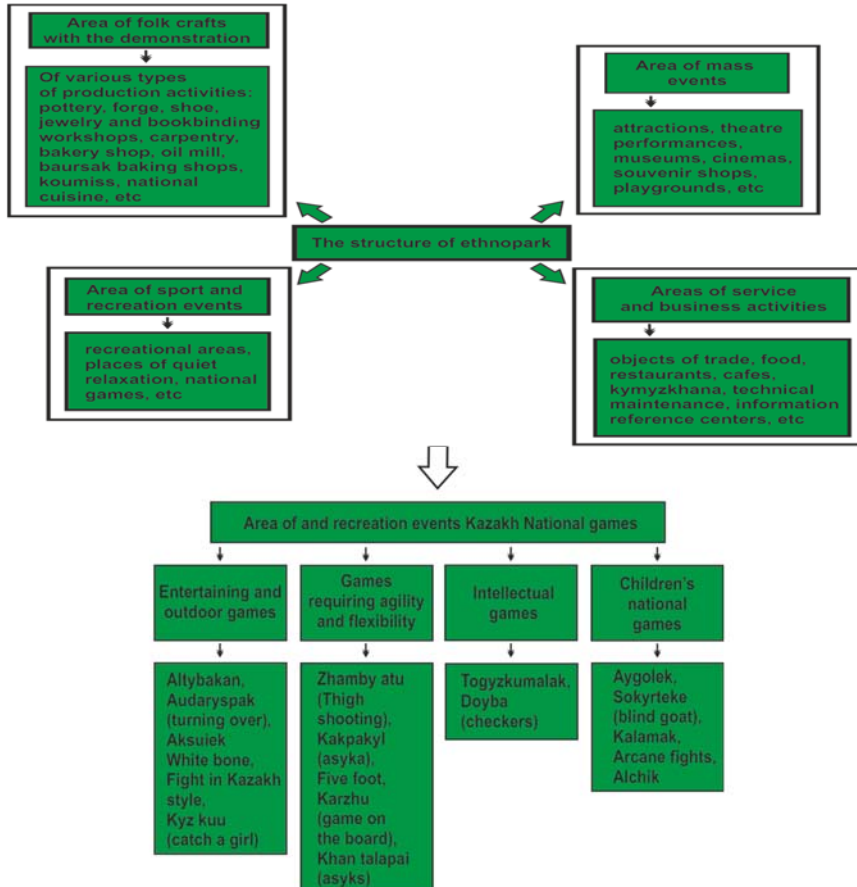 Area of folk crafts
with the demonstration
Of various types
of production activities:
pottery, forge, shoe,
jewelry and bookbinding
workshops, carpentry,
bakery shop, oil mill,
baursak baking shops,
koumiss, national
cuisine, etc
Area of mass
events
attractions, theatre
performances,
museums, cinemas,
souvenir shops,
playgrounds, etc
The structure of ethnopark
Area of sport and
recreation events
recreational areas,
places of quiet
relaxation, national
games, etc
Areas of service
and business activities
objects of trade, food,
restaurants, cafes,
kymyzkhana, technical
maintenance, information
reference centers, etc
Area of and recreation events Kazakh National games
Entertaining and
outdoor games
Altybakan,
Audaryspak
(turning over),
Aksuiek
White bone,
Fight in Kazakh
style,
Kyz kuu
(catch a girl)
Games
requiring agility
and flexibility
Zhamby atu
(Thigh
shooting),
Kakpakyl
(asyka),
Five foot,
Karzhu
(game on
the board),
Khan talapai
(asyks)
Intellectual
games
Togyzkumalak,
Doyba
(checkers)
Children's
national
games
Aygolek,
Sokyrteke
(blind goat),
Kalamak,
Arcane fights,
Alchik